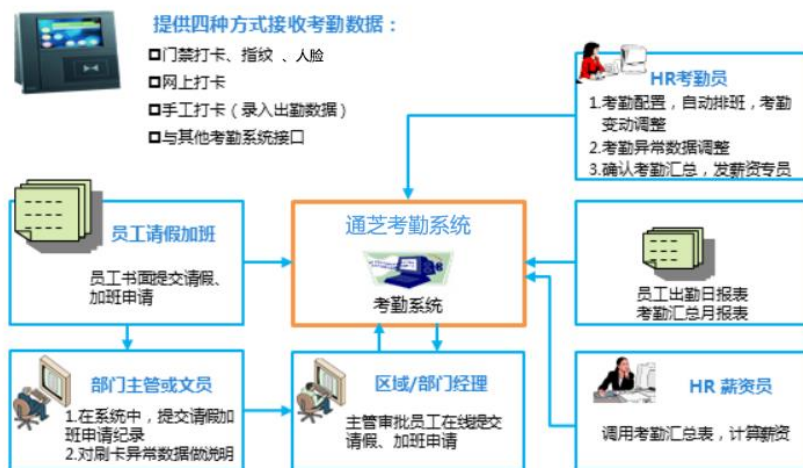 提供四种方式接收考勤数据：
门禁打卡、指纹 、人脸
网上打卡
手工打卡（录入出勤数据）
与其他考勤系统接口
HR考勤员
1.考勤配置，自动排班，考勤
变动调整
2.考勤异常数据调整
3.确认考勤汇总，发薪资专员
员工请假加班
员工书面提交请假、
加班申请
通芝考勤系统
考勤系统
员工出勤日报表
考勤汇总月报表
部门主管或文员
1.在系统中，提交请假加
班申请纪录
2.对刷卡异常数据做说明
区域/部门经理
主管审批员工在线提交
请假、加班申请
HR 薪资员
调用考勤汇总表，计算薪资